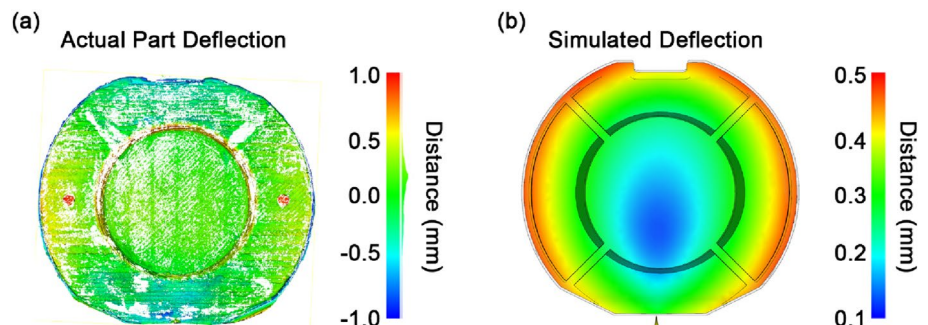 (a)
Actual Part Deflection
1.0
0.5
0.0
-0.5
-1.0
Distance (mm)
(b)
Simulated Deflection
0.5
0.4
0.3
0.2
0.1
Distance (mm)